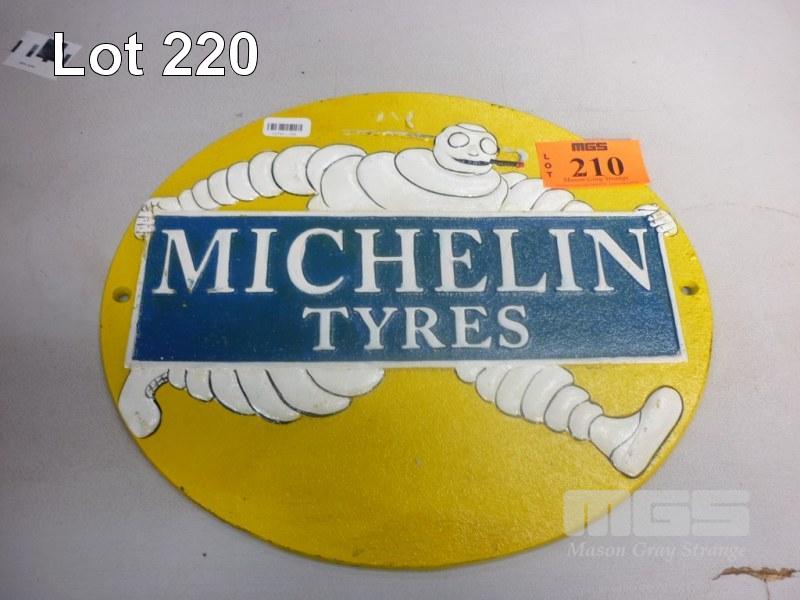 Lot 220
MGS
LOT
210
Mason Gray Strange
MICHELIN
TYRES
MGS
Mason Gray Strange